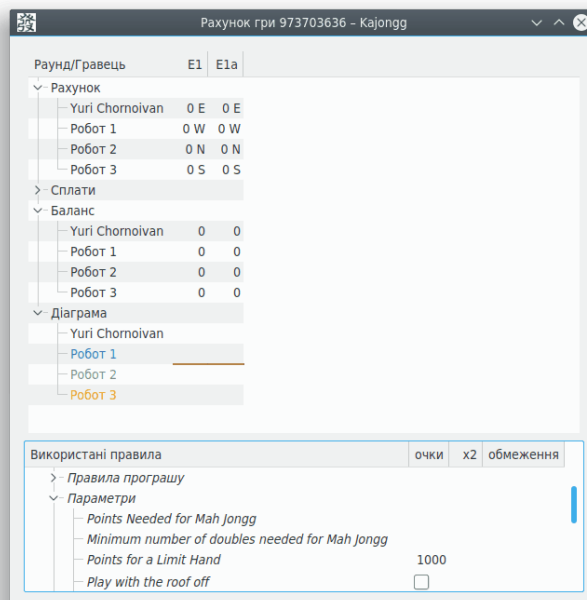 發 Рахунок гри 973703636 – Kajongg
Раунд/Гравець E1 E1a
Рахунок
Yuri Chornoivan 0 E 0 E
Робот 1 0 W 0 W
Робот 2 0 N 0 N
Робот 3 0 S 0 S
Сплати
Баланс
Yuri Chornoivan 0 0
Робот 1 0 0
Робот 2 0 0
Робот 3 0 0
Діаграма
Yuri Chornoivan
Робот 1
Робот 2
Робот 3
Використані правила очки x2 обмеження
Правила програшу
Параметри
Points Needed for Mah Jongg
Minimum number of doubles needed for Mah Jongg
Points for a Limit Hand 1000
Play with the roof off